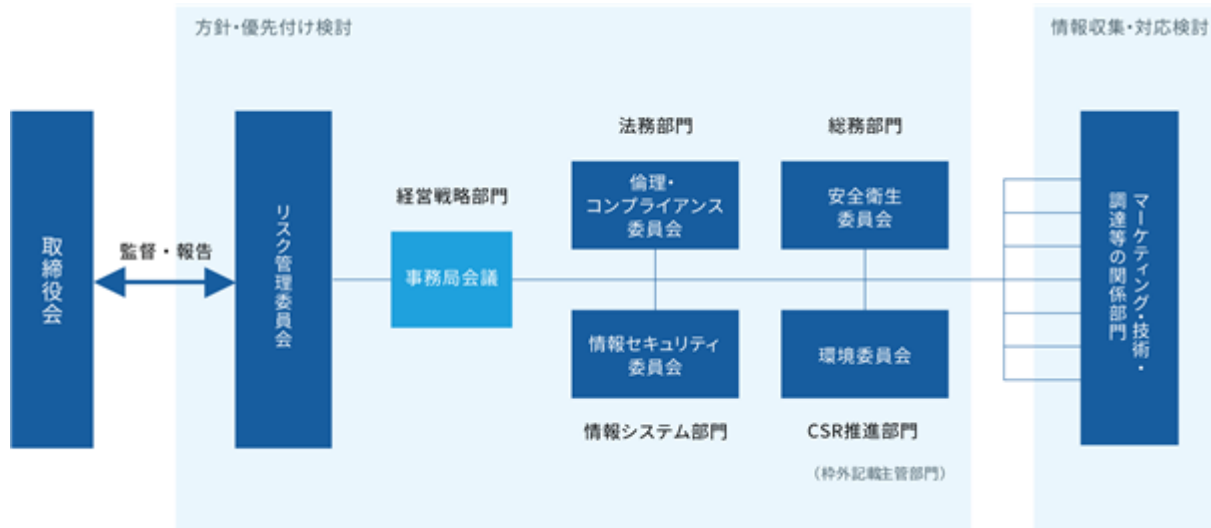 方針・優先付け検討
情報収集・対応検討
取締役会
監督・報告
リスク管理委員会
経営戦略部門
事務局会議
法務部門
倫理・
コンプライアンス
委員会
情報セキュリティ
委員会
情報システム部門
総務部門
安全衛生
委員会
環境委員会
CSR推進部門
（枠外記載主管部門）
マーケティング・技術・
調達等の関係部門